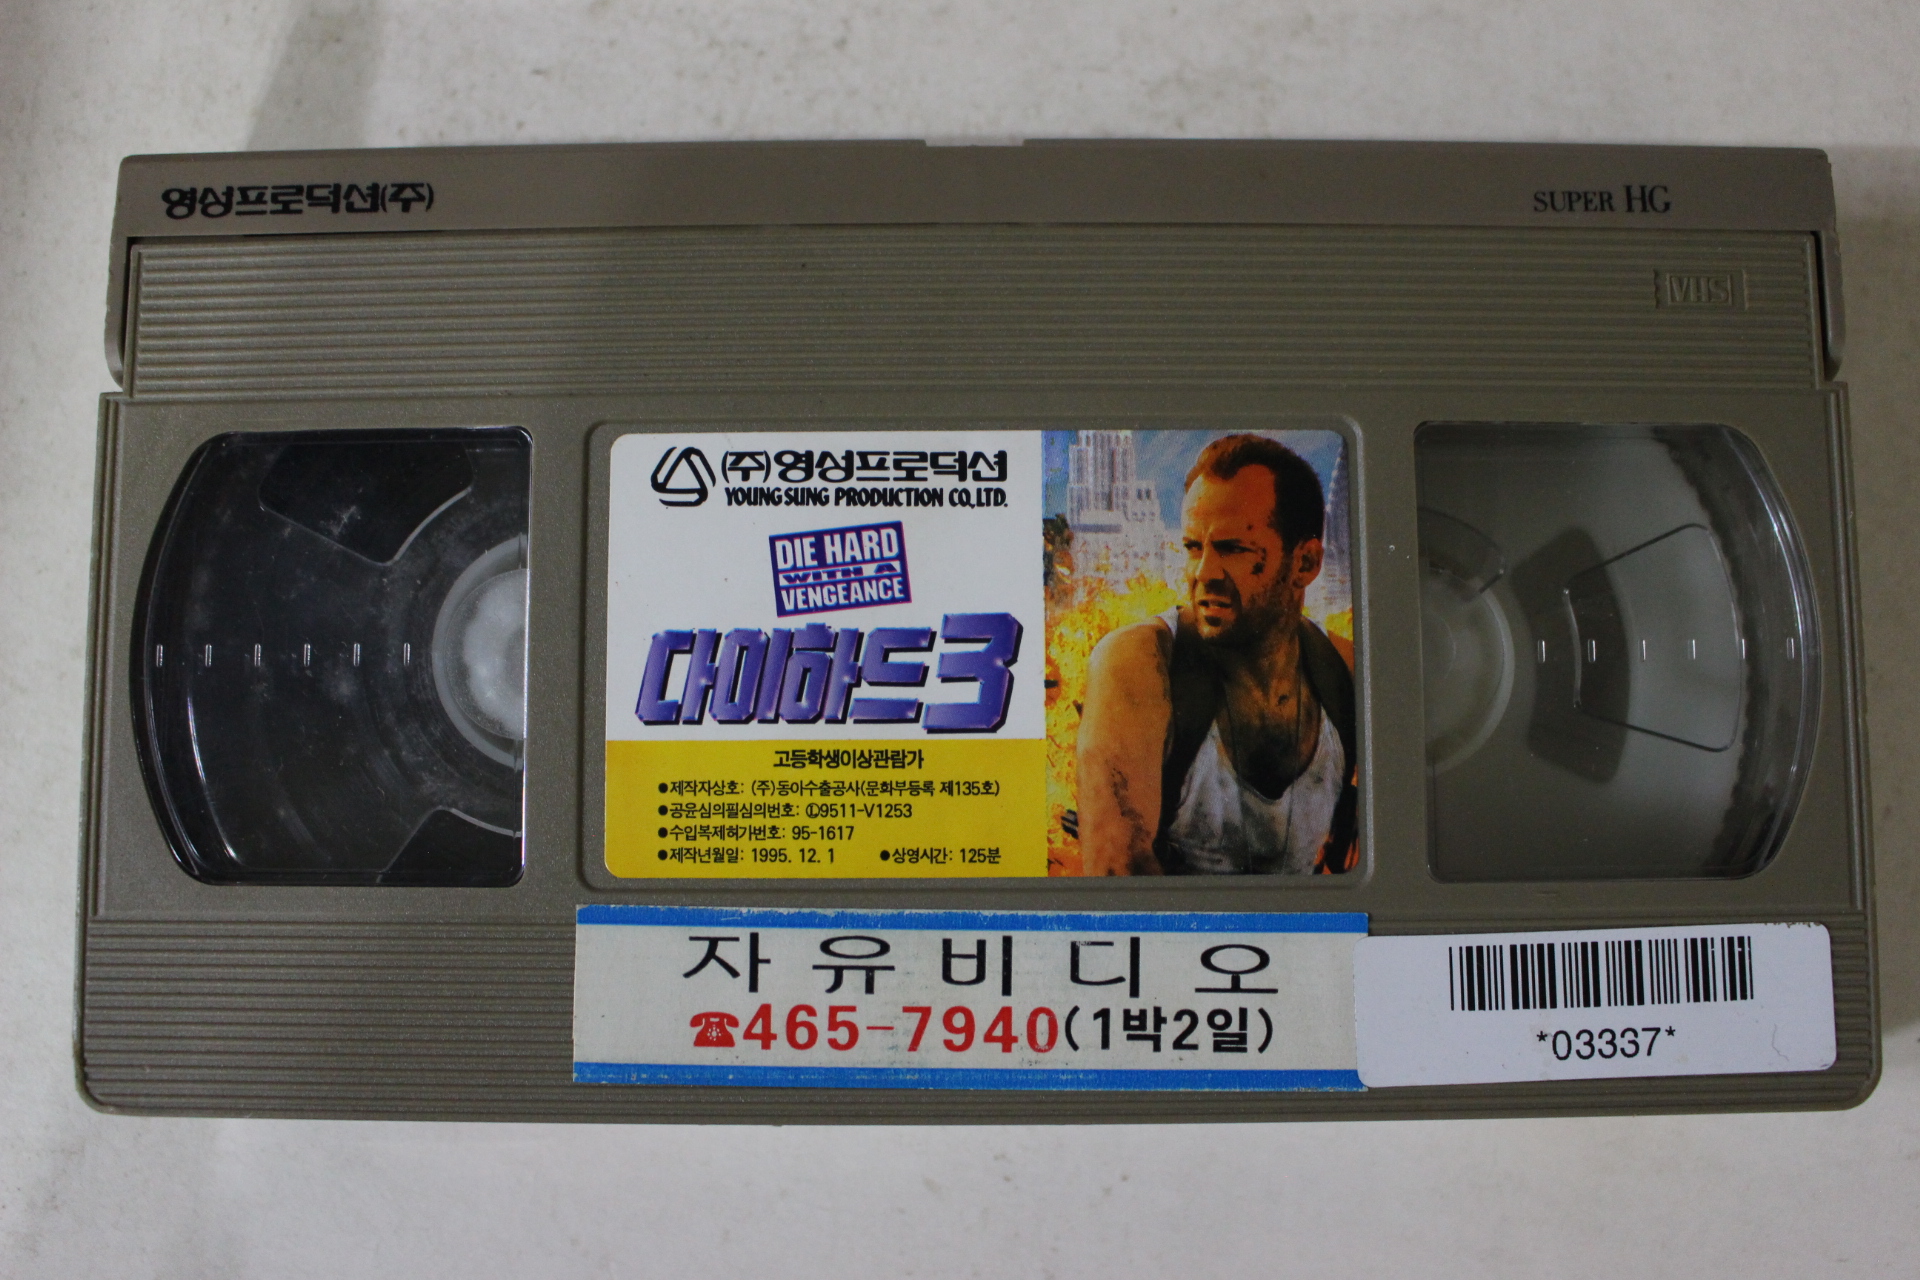 영성프로덕션(주)
SUPER HG
VHS
(주)영성프로덕션
YOUNG SUNG PRODUCTION CO,.LTD.
DIE HARD
WITH A
VENGEANCE
다이하드3
고등학생이상관람가
●제작자상호: (주)동아수출공사(문화부등록 제135호)
●공윤심의필심의번호: Ⓛ9511-V1253
●수입복제허가번호: 95-1617
●제작년월일: 1995. 12. 1 ●상영시간: 125분
자유비디오
☎465-7940(1박2일)
*03337*